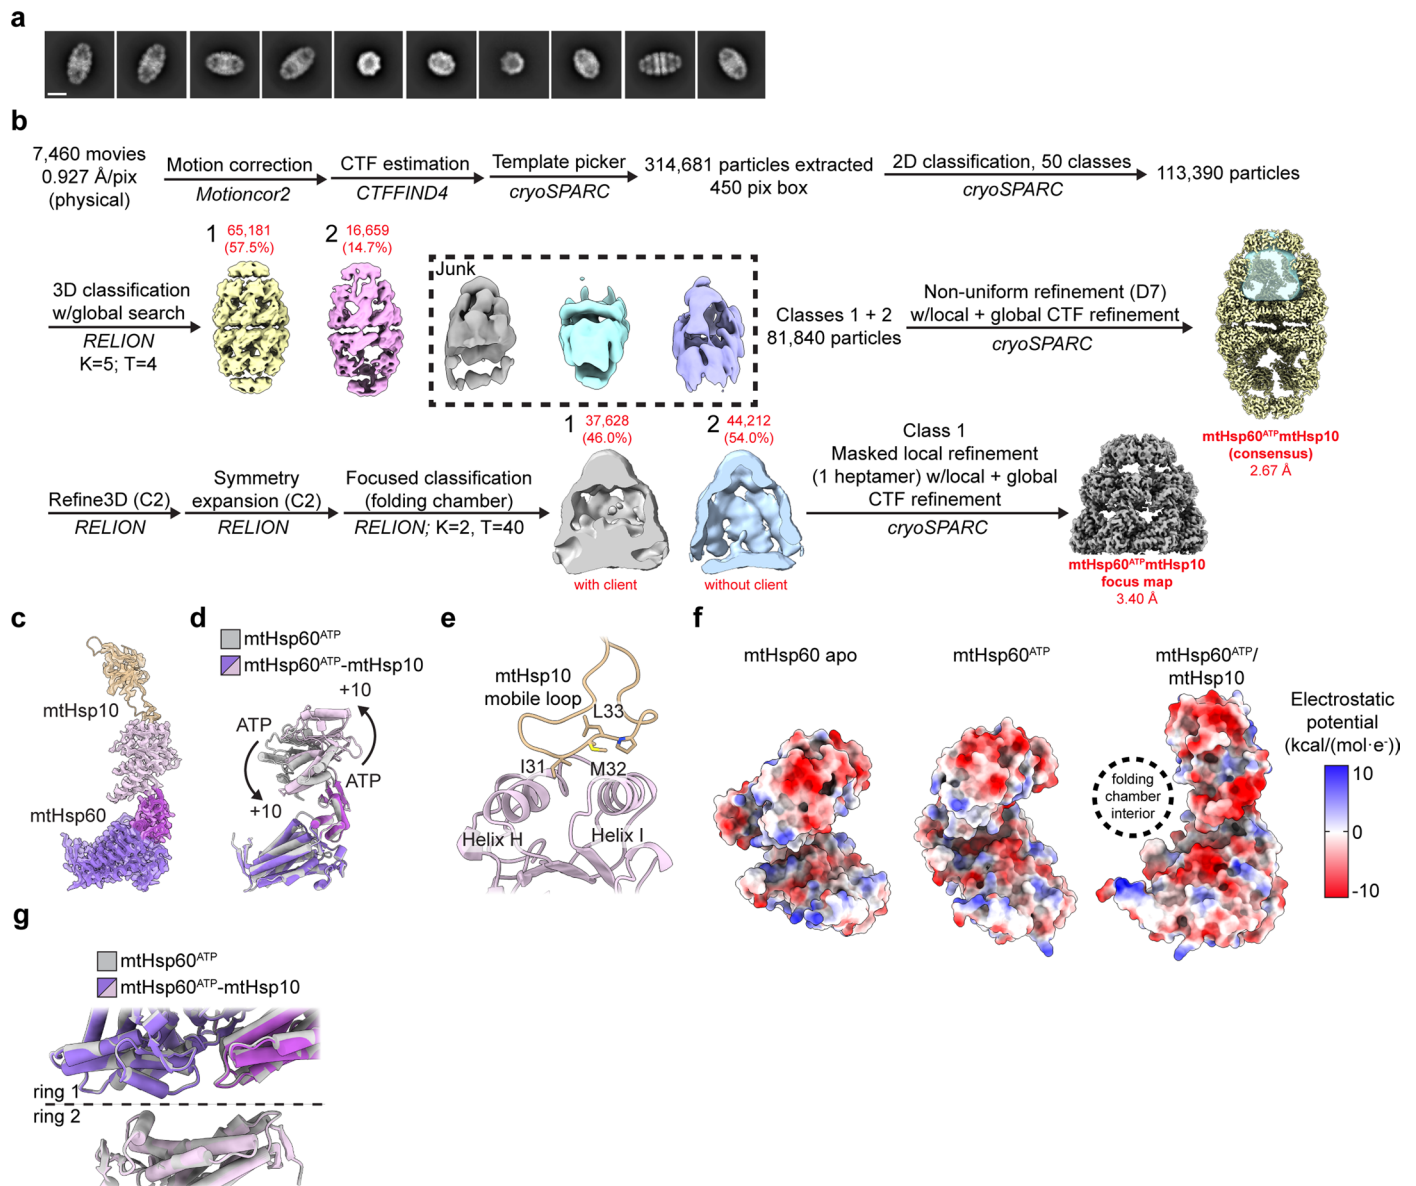 a
b
7,460 movies
0.927 Å/pix
(physical)
Motion correction
Motioncor2
CTF estimation
CTFFIND4
Template picker
cryoSPARC
314,681 particles extracted
450 pix box
2D classification, 50 classes
cryoSPARC
113,390 particles
3D classification
w/global search
RELION
K=5; T=4
1 65,181
(57.5%)
2 16,659
(14.7%)
Junk
Classes 1 + 2
81,840 particles
Non-uniform refinement (D7)
w/local + global CTF refinement
cryoSPARC
mtHsp60ATPmtHsp10
(consensus)
2.67 Å
Refine3D (C2)
RELION
Symmetry
expansion (C2)
RELION
Focused classification
(folding chamber)
RELION; K=2, T=40
1 37,628
(46.0%)
with client
2 44,212
(54.0%)
without client
Class 1
Masked local refinement
(1 heptamer) w/local + global
CTF refinement
cryoSPARC
mtHsp60ATPmtHsp10
focus map
3.40 Å
c
mtHsp10
mtHsp60
d
mtHsp60ATP
mtHsp60ATP-mtHsp10
+10
ATP
ATP
+10
e
mtHsp10
mobile loop
L33
I31
M32
Helix H
Helix I
f
mtHsp60 apo
mtHsp60ATP
mtHsp60ATP/
mtHsp10
folding
chamber
interior
Electrostatic
potential
(kcal/(mol·e-))
10
0
-10
g
mtHsp60ATP
mtHsp60ATP-mtHsp10
ring 1
ring 2